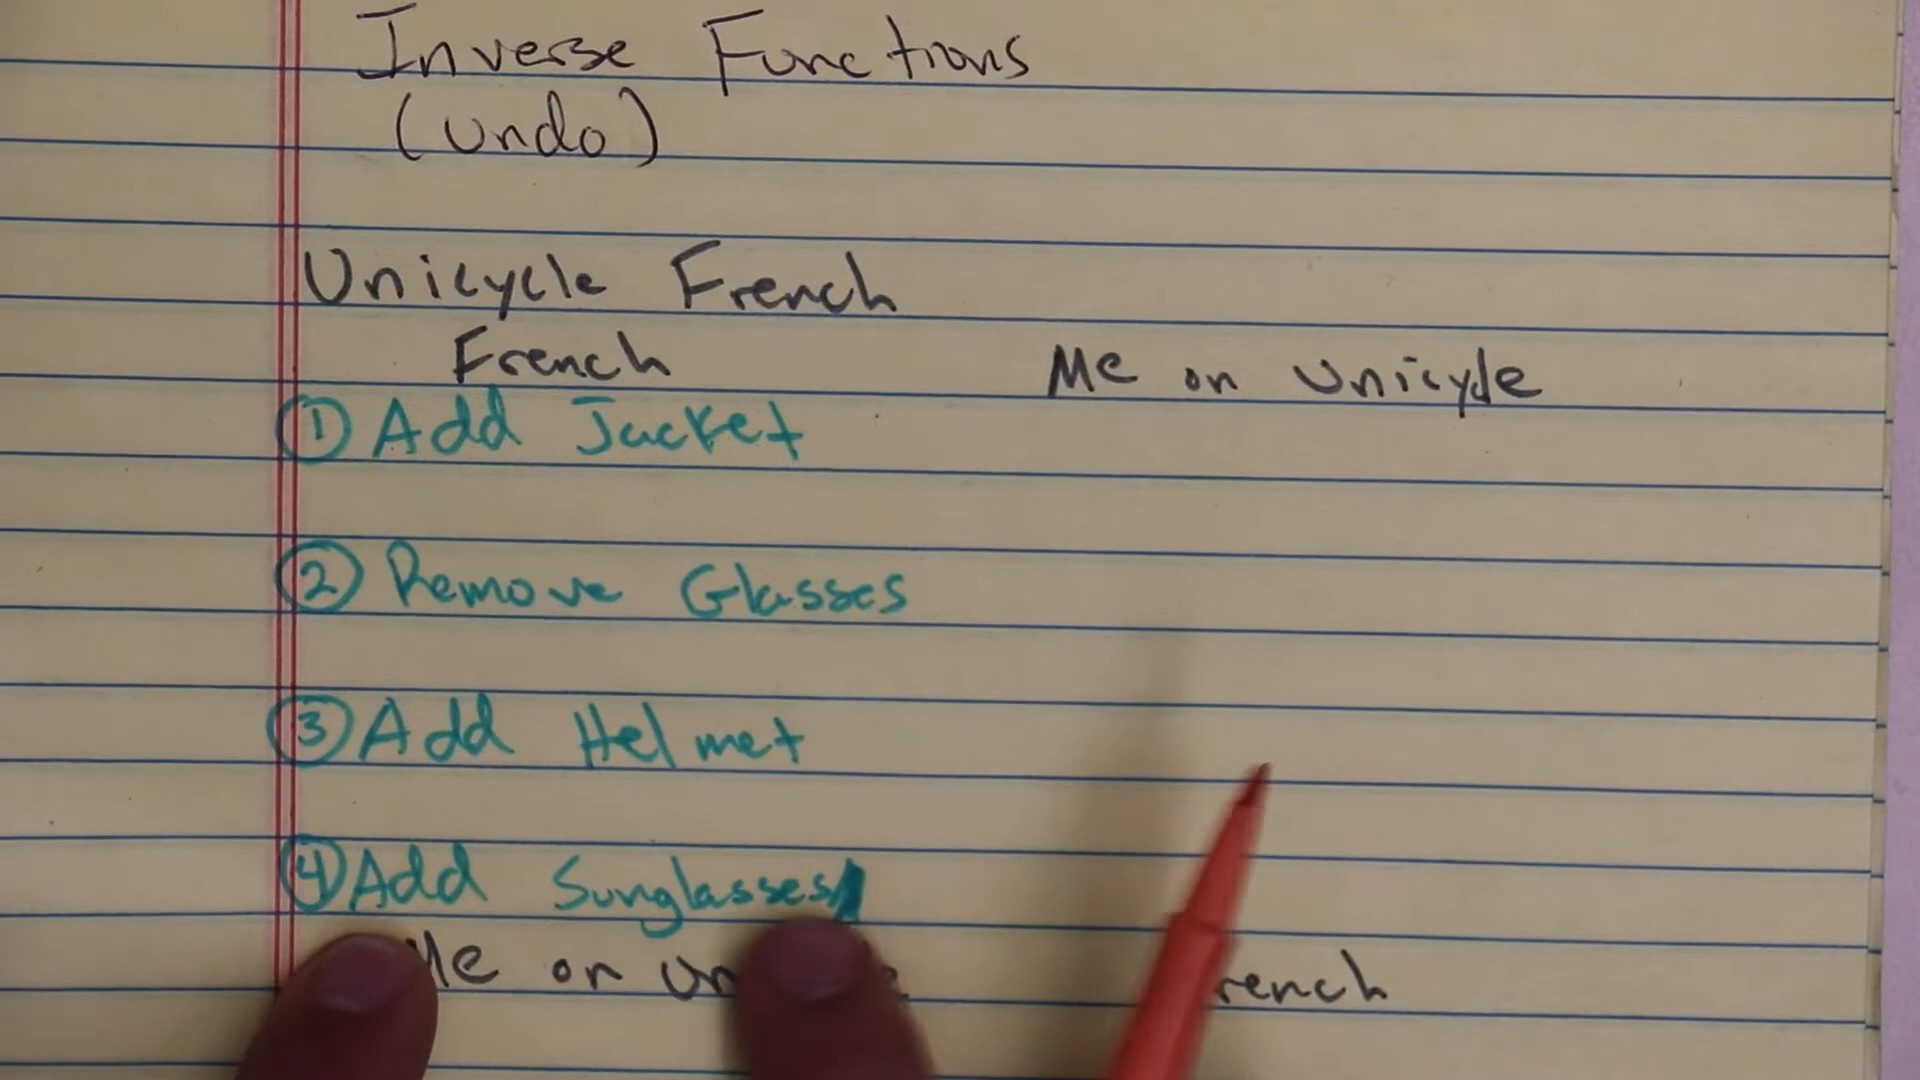 Inverse Functions
(Undo)
Unicycle French
French Me on Unicyle
① Add Jacket
② Remove Glasses
③ Add Helmet
④ Add Sunglasses
Me on